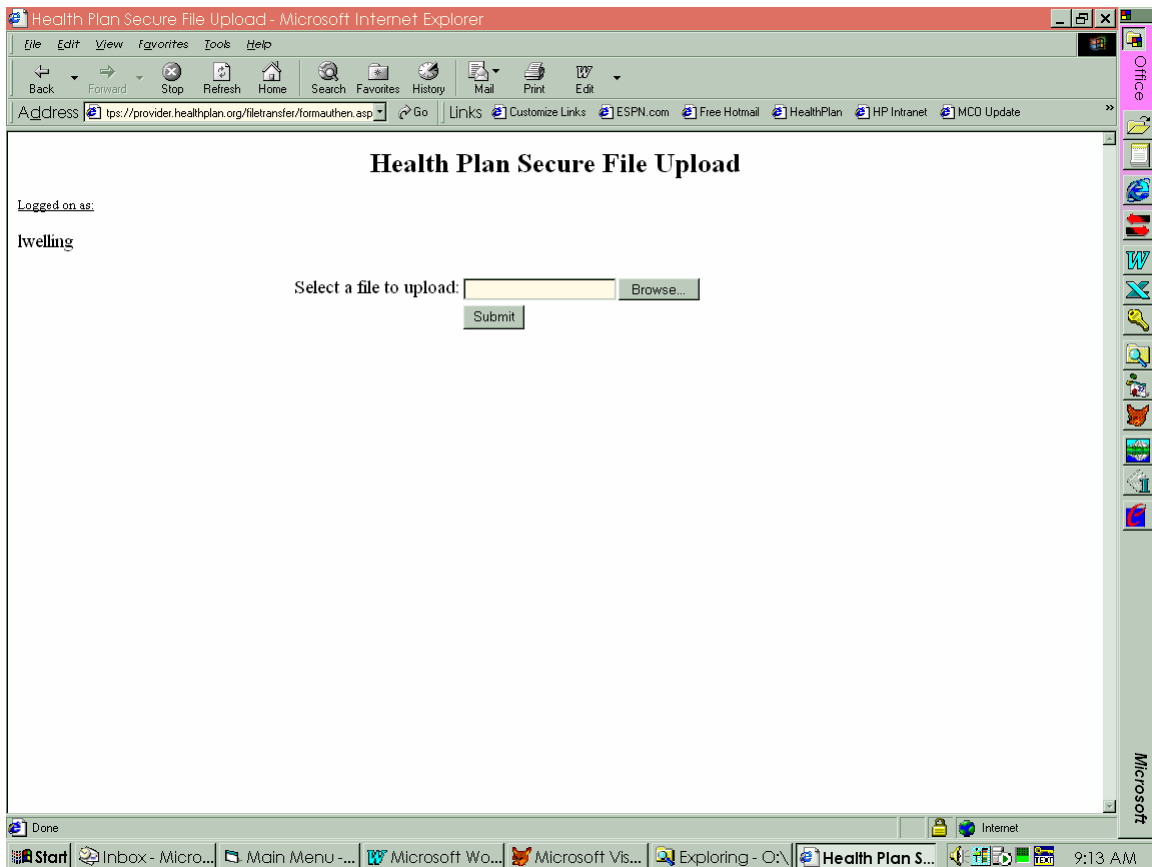 Health Plan Secure File Upload - Microsoft Internet Explorer
File Edit View Favorites Tools Help
Back Forward Stop Refresh Home Search Favorites History Mail Print Edit
Address tps://provider.healthplan.org/filetransfer/formauthen.asp Go Links Customize Links ESPN.com Free Hotmail HealthPlan HP Intranet MCO Update »
Office
Health Plan Secure File Upload
Logged on as:
lwelling
Select a file to upload: Browse...
Submit
Microsoft
Done Internet
Start Inbox - Micro... Main Menu -... Microsoft Wo... Microsoft Vis... Exploring - O:\ Health Plan S... 9:13 AM